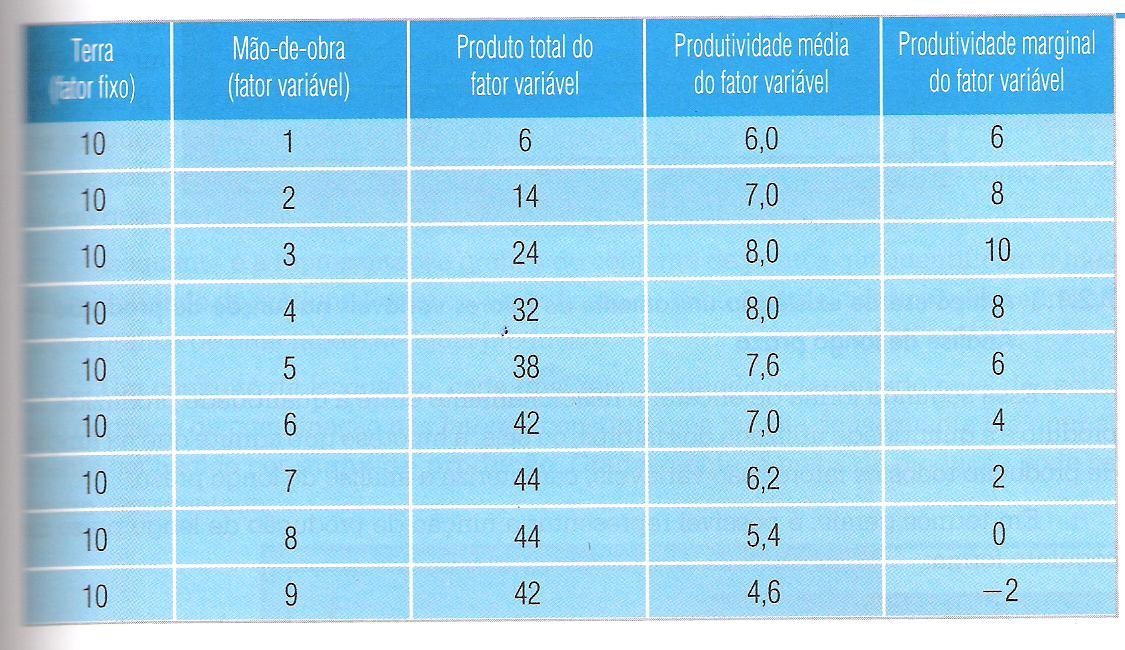 Terra
(fator fixo)
Mão-de-obra
(fator variável)
Produto total do
fator variável
Produtividade média
do fator variável
Produtividade marginal
do fator variável
10 1 6 6,0 6
10 2 14 7,0 8
10 3 24 8,0 10
10 4 32 8,0 8
10 5 38 7,6 6
10 6 42 7,0 4
10 7 44 6,2 2
10 8 44 5,4 0
10 9 42 4,6 −2